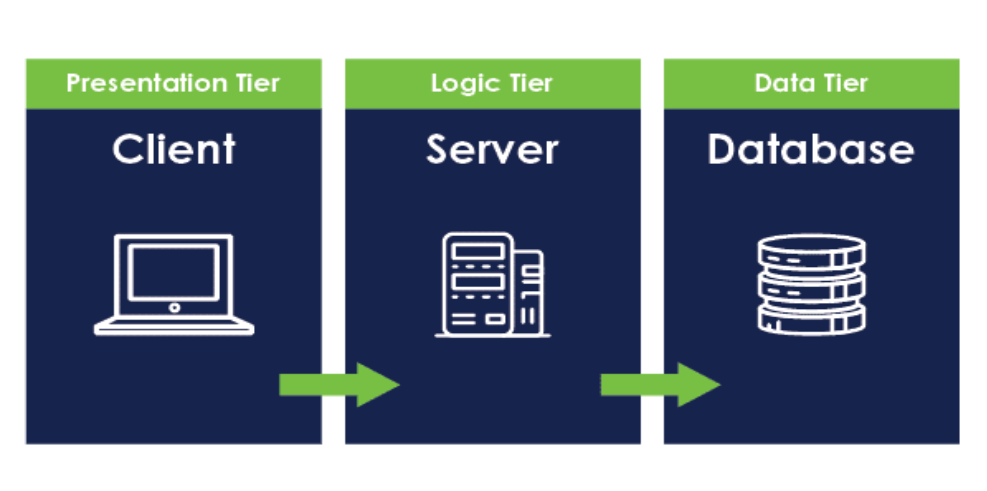 Presentation Tier
Client
Logic Tier
Server
Data Tier
Database